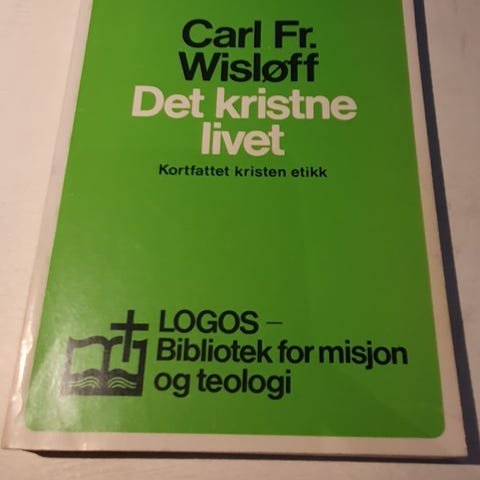 Carl Fr.
Wisløff
Det kristne
livet
Kortfattet kristen etikk
LOGOS –
Bibliotek for misjon
og teologi